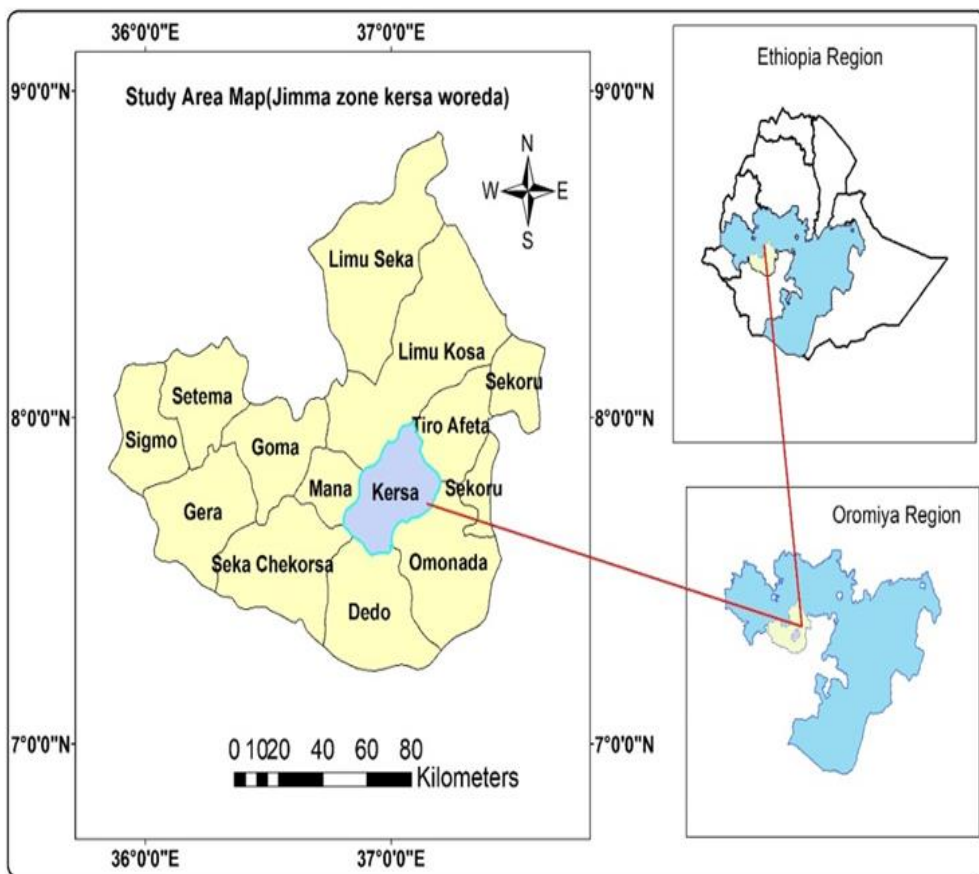 36°0'0"E 37°0'0"E
9°0'0"N 9°0'0"N
Study Area Map(Jimma zone kersa woreda)
N
W E
S
Limu Seka
Limu Kosa
Sekoru
Setema
8°0'0"N 8°0'0"N
Tiro Afeta
Sigmo
Goma
Mana
Kersa
Sekoru
Gera
Seka Chekorsa
Omonada
Dedo
7°0'0"N 7°0'0"N
0 10 20 40 60 80
Kilometers
36°0'0"E 37°0'0"E
Ethiopia Region
Oromiya Region